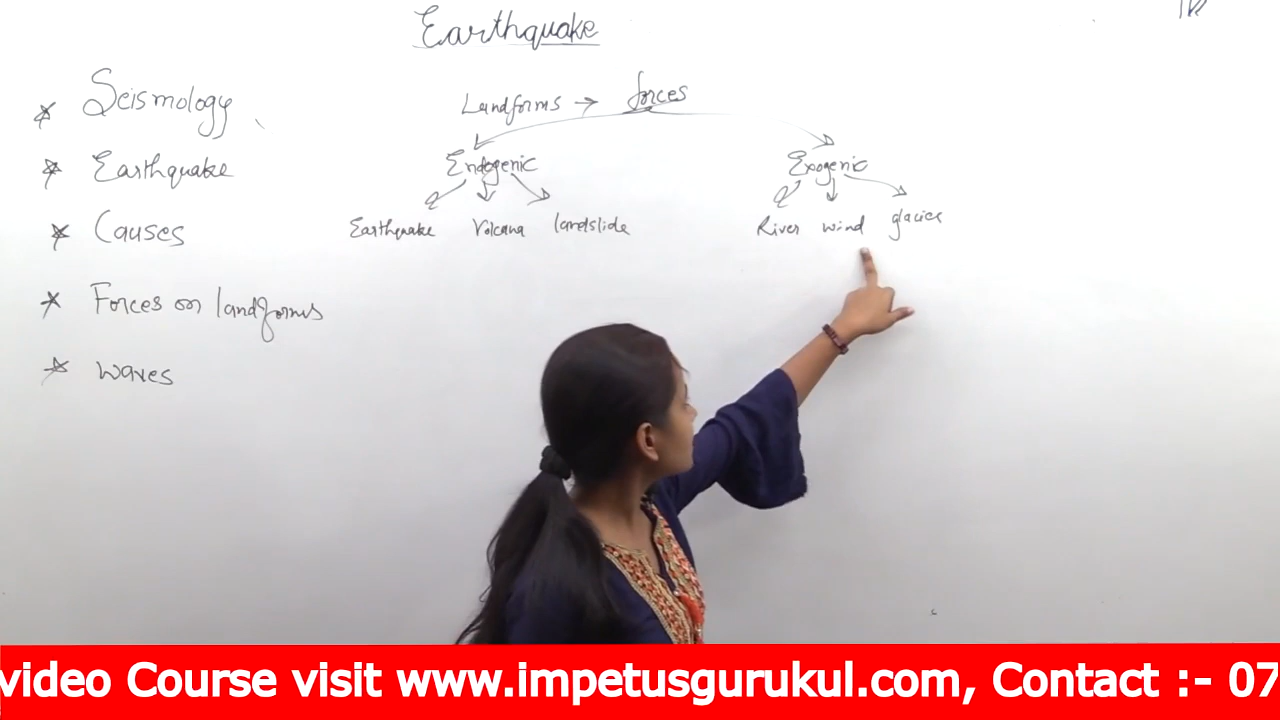 Earthquake
* Seismology
* Earthquake
* Causes
* Forces on landforms
* Waves
Landforms → forces
Endogenic
Exogenic
Earthquake Volcana landslide
River wind glacier
video Course visit www.impetusgurukul.com, Contact :- 07